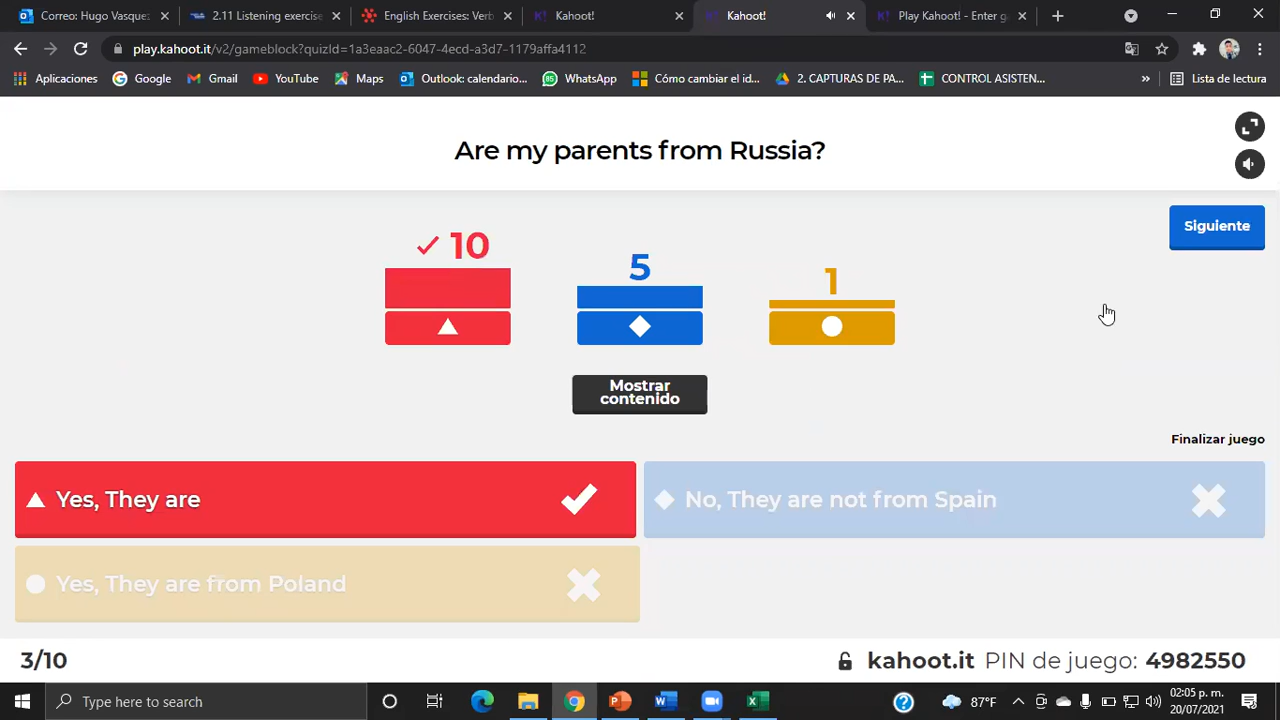 Correo: Hugo Vasquez
2.11 Listening exercise
English Exercises: Verb
Kahoot!
Kahoot!
Play Kahoot! - Enter g
play.kahoot.it/v2/gameblock?quizId=1a3eaac2-6047-4ecd-a3d7-1179affa4112
Aplicaciones
Google
Gmail
YouTube
Maps
Outlook: calendario...
WhatsApp
Cómo cambiar el id...
2. CAPTURAS DE PA...
CONTROL ASISTEN...
»
Lista de lectura
Are my parents from Russia?
Siguiente
10
5
1
Mostrar
contenido
Finalizar juego
Yes, They are
No, They are not from Spain
Yes, They are from Poland
3/10
kahoot.it PIN de juego: 4982550
Type here to search
87°F
02:05 p. m.
20/07/2021